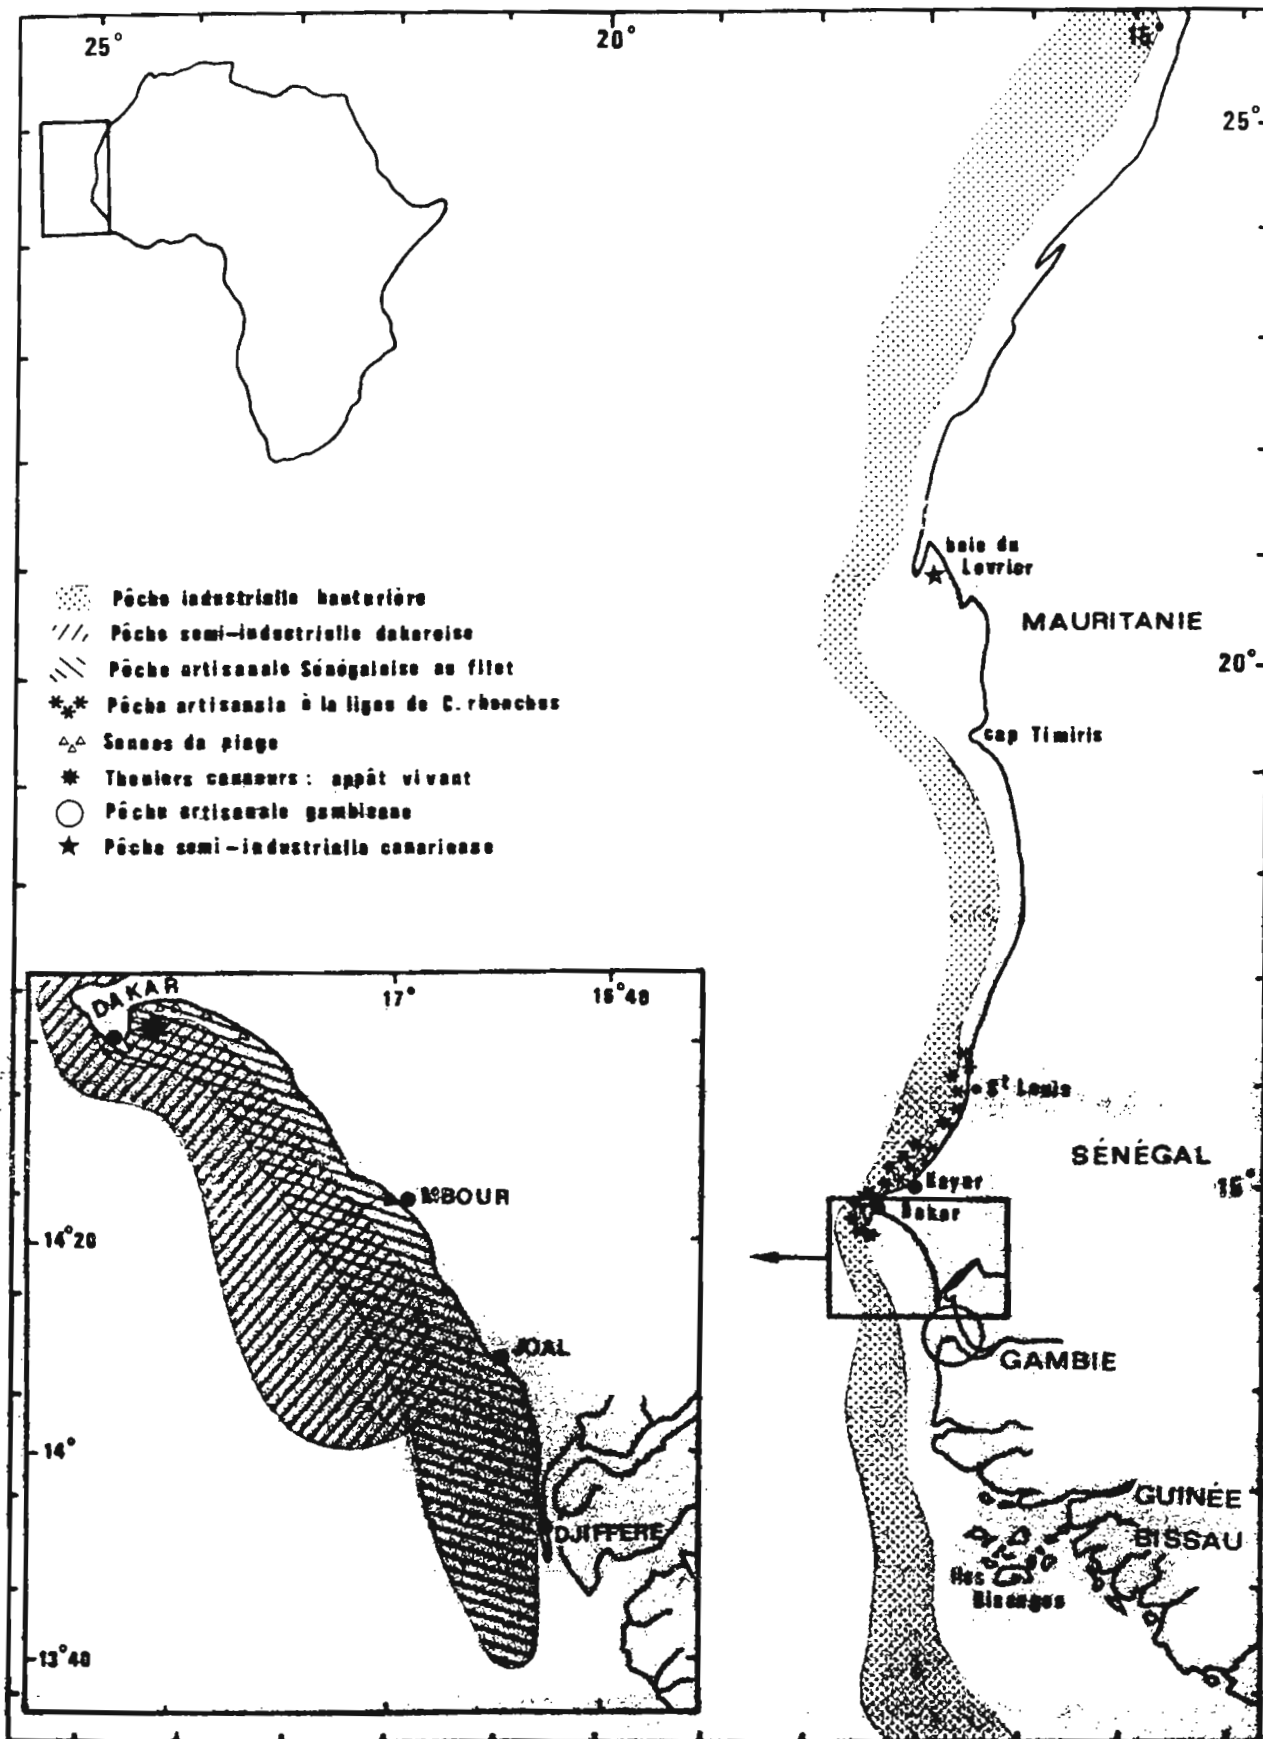 25°
20°
15°
25°
baie du
Levrier
MAURITANIE
Pêche industrielle hauturière
Pêche semi-industrielle dakaroise
Pêche artisanale Sénégalaise au filet
Pêche artisanale à la ligne de C. rhonchus
Sennes de plage
Thoniers canneurs : appât vivant
Pêche artisanale gambienne
Pêche semi-industrielle canarienne
20°
cap Timiris
DAKAR
17°
16°40
St Louis
SÉNÉGAL
Kayar
15°
Dakar
MBOUR
14°20
JOAL
GAMBIE
14°
DJIFFERE
GUINÉE
BISSAU
Iles
Bissagos
13°40